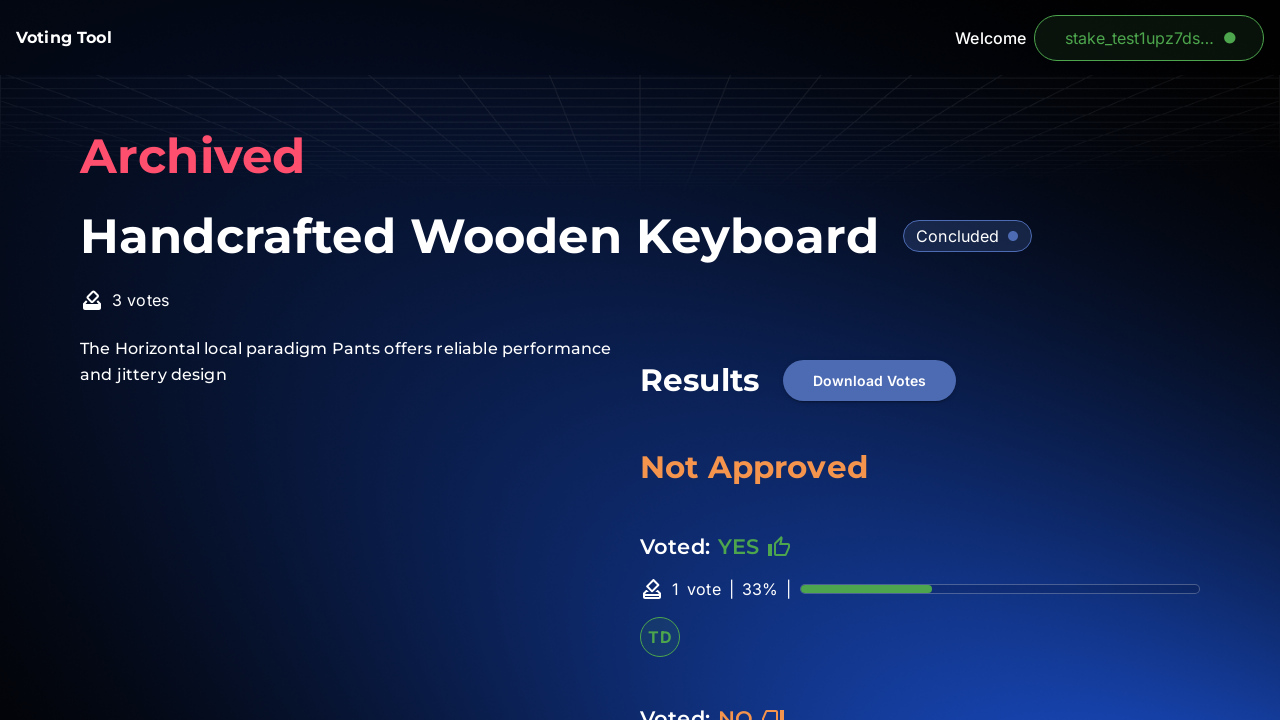 Voting Tool
Welcome
stake_test1upz7ds...
Archived
Handcrafted Wooden Keyboard
Concluded
3 votes
The Horizontal local paradigm Pants offers reliable performance
and jittery design
Results
Download Votes
Not Approved
Voted: YES
1 vote | 33% |
TD
Voted: NO